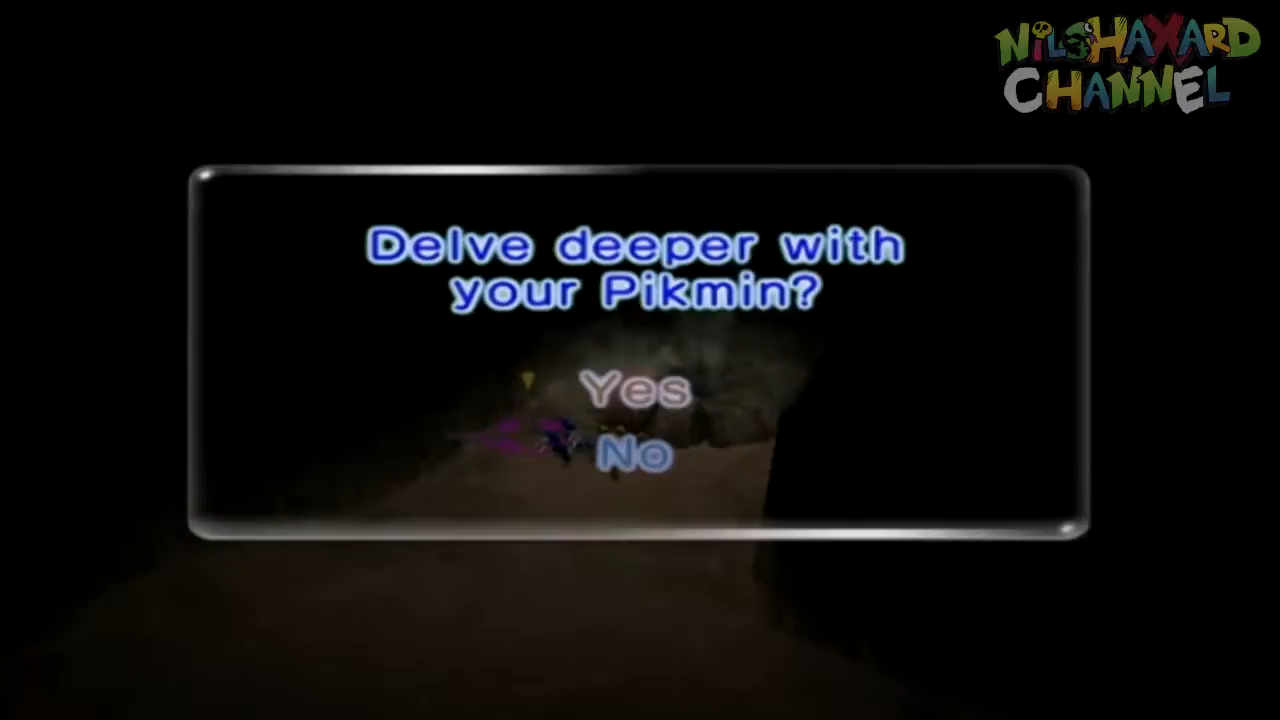 NilsHaXard
Channel
Delve deeper with
your Pikmin?
Yes
No